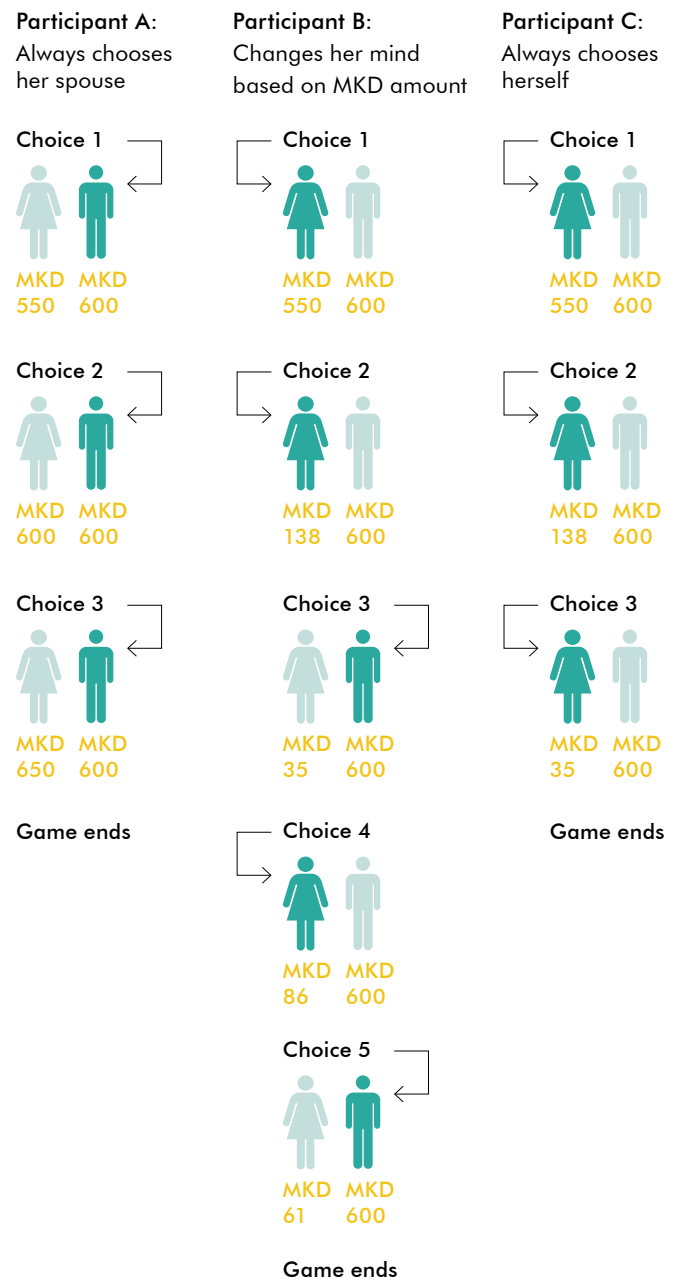 Participant A:
Always chooses
her spouse
Choice 1
MKD MKD
550 600
Choice 2
MKD MKD
600 600
Choice 3
MKD MKD
650 600
Game ends
Participant B:
Changes her mind
based on MKD amount
Choice 1
MKD MKD
550 600
Choice 2
MKD MKD
138 600
Choice 3
MKD MKD
35 600
Choice 4
MKD MKD
86 600
Choice 5
MKD MKD
61 600
Game ends
Participant C:
Always chooses
herself
Choice 1
MKD MKD
550 600
Choice 2
MKD MKD
138 600
Choice 3
MKD MKD
35 600
Game ends